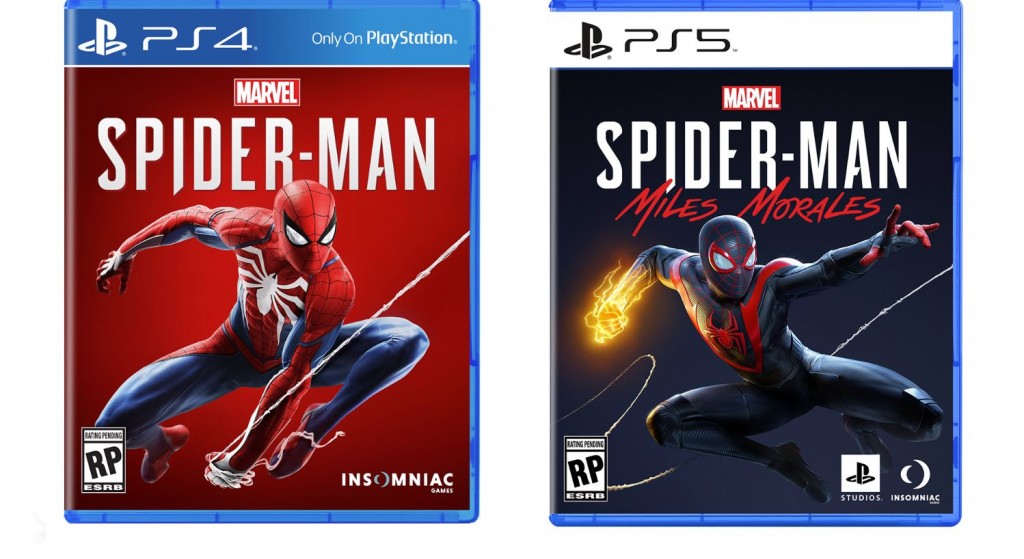 PS4
Only On PlayStation
MARVEL
SPIDER-MAN
RATING PENDING
RP
ESRB
INSOMNIAC
GAMES
PS5
MARVEL
SPIDER-MAN
MILES MORALES
RATING PENDING
RP
ESRB
STUDIOS
INSOMNIAC
GAMES